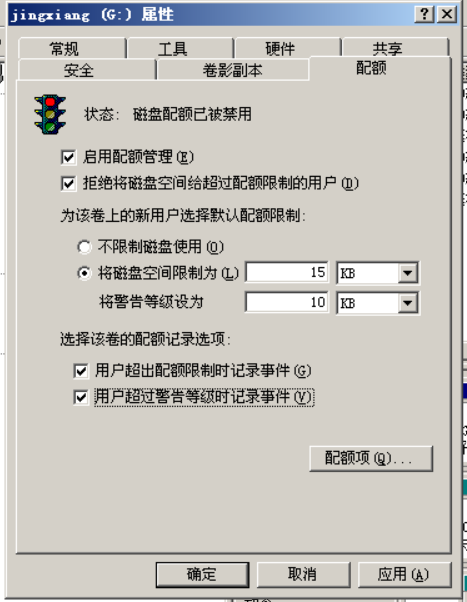 jingxiang (G:) 属性
常规 工具 硬件 共享
安全 卷影副本 配额
状态: 磁盘配额已被禁用
启用配额管理(E)
拒绝将磁盘空间给超过配额限制的用户(D)
为该卷上的新用户选择默认配额限制:
不限制磁盘使用(O)
将磁盘空间限制为(L) 15 KB
将警告等级设为 10 KB
选择该卷的配额记录选项:
用户超出配额限制时记录事件(G)
用户超过警告等级时记录事件(V)
配额项(Q)...
确定 取消 应用(A)